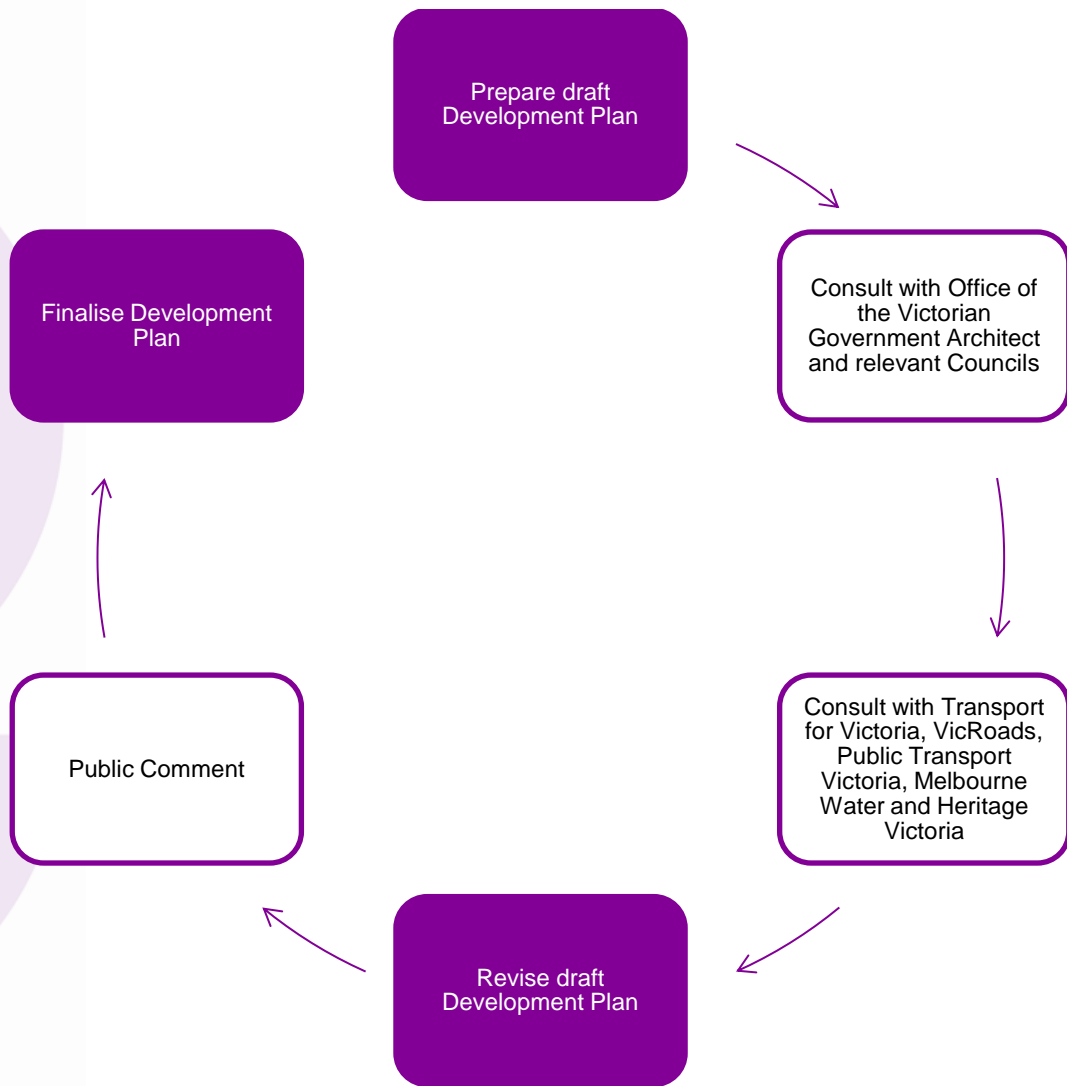 Prepare draft
Development Plan
Consult with Office of
the Victorian
Government Architect
and relevant Councils
Consult with Transport
for Victoria, VicRoads,
Public Transport
Victoria, Melbourne
Water and Heritage
Victoria
Revise draft
Development Plan
Public Comment
Finalise Development
Plan